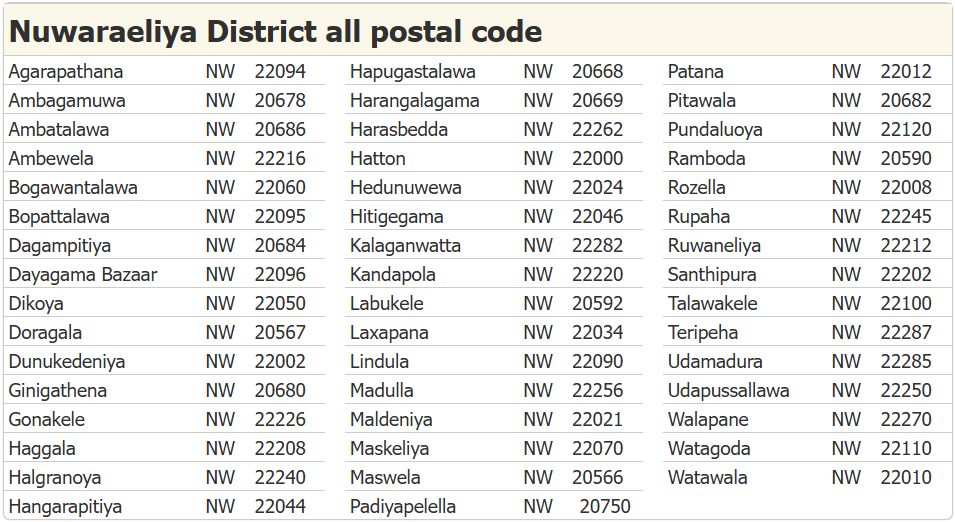 Nuwaraeliya District all postal code
Agarapathana NW 22094 Hapugastalawa NW 20668 Patana NW 22012
Ambagamuwa NW 20678 Harangalagama NW 20669 Pitawala NW 20682
Ambatalawa NW 20686 Harasbedda NW 22262 Pundaluoya NW 22120
Ambewela NW 22216 Hatton NW 22000 Ramboda NW 20590
Bogawantalawa NW 22060 Hedunuwewa NW 22024 Rozella NW 22008
Bopattalawa NW 22095 Hitigegama NW 22046 Rupaha NW 22245
Dagampitiya NW 20684 Kalaganwatta NW 22282 Ruwaneliya NW 22212
Dayagama Bazaar NW 22096 Kandapola NW 22220 Santhipura NW 22202
Dikoya NW 22050 Labukele NW 20592 Talawakele NW 22100
Doragala NW 20567 Laxapana NW 22034 Teripeha NW 22287
Dunukedeniya NW 22002 Lindula NW 22090 Udamadura NW 22285
Ginigathena NW 20680 Madulla NW 22256 Udapussallawa NW 22250
Gonakele NW 22226 Maldeniya NW 22021 Walapane NW 22270
Haggala NW 22208 Maskeliya NW 22070 Watagoda NW 22110
Halgranoya NW 22240 Maswela NW 20566 Watawala NW 22010
Hangarapitiya NW 22044 Padiyapelella NW 20750